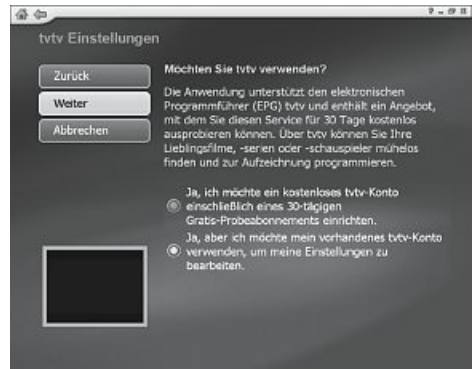 tvtv Einstellungen
Zurück
Weiter
Abbrechen
Möchten Sie tvtv verwenden?
Die Anwendung unterstützt den elektronischen
Programmführer (EPG) tvtv und enthält ein Angebot,
mit dem Sie diesen Service für 30 Tage kostenlos
ausprobieren können. Über tvtv können Sie Ihre
Lieblingsfilme, -serien oder -schauspieler mühelos
finden und zur Aufzeichnung programmieren.
Ja, ich möchte ein kostenloses tvtv-Konto
einschließlich eines 30-tägigen
Gratis-Probeabonnements einrichten.
Ja, aber ich möchte mein vorhandenes tvtv-Konto
verwenden, um meine Einstellungen zu
bearbeiten.